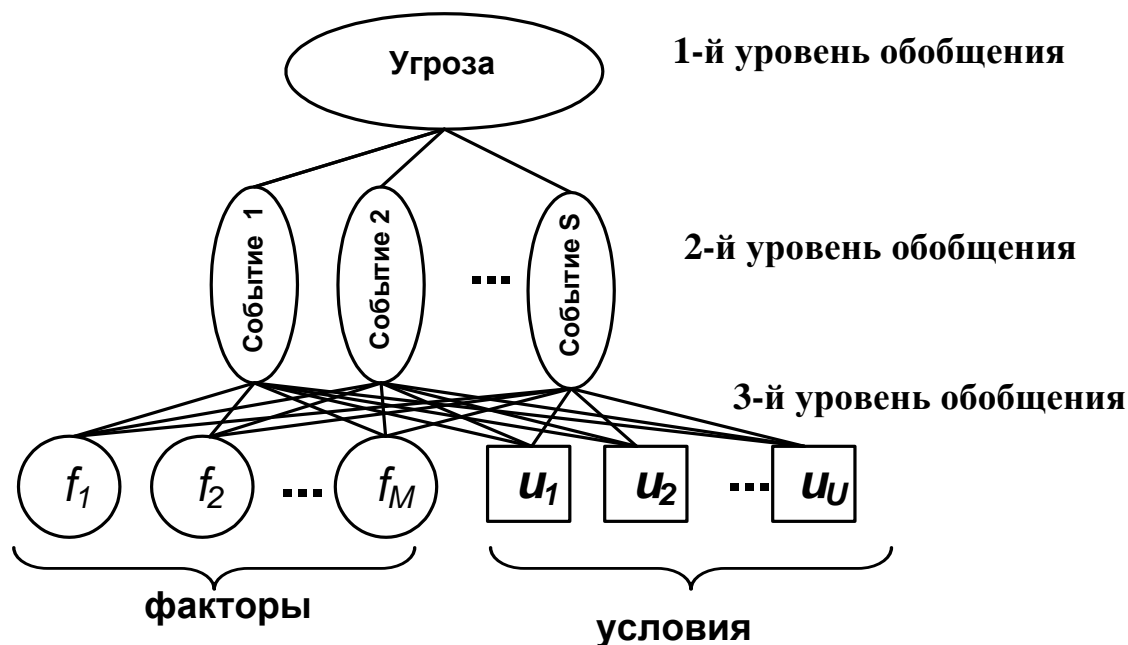 Угроза
1-й уровень обобщения
Событие 1
Событие 2
...
Событие S
2-й уровень обобщения
3-й уровень обобщения
f1
f2
...
fM
u1
u2
...
uU
факторы
условия